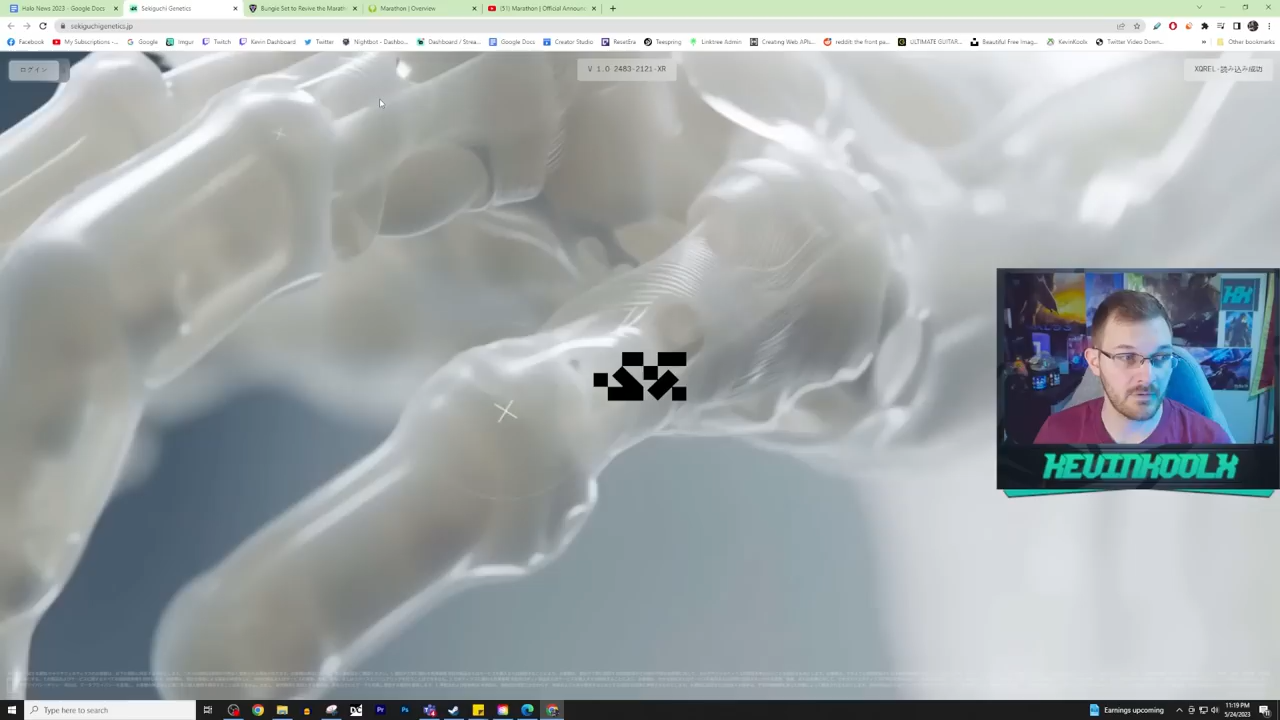 Halo News 2023 - Google Docs
Sekiguchi Genetics
Bungie Set to Revive the Marath
Marathon | Overview
(51) Marathon | Official Announc
sekiguchigenetics.jp
Facebook
My Subscriptions -...
Google
Imgur
Twitch
Kevin Dashboard
Twitter
Nightbot - Dashbo...
Dashboard / Strea...
Google Docs
Creator Studio
ResetEra
Teespring
Linktree Admin
Creating Web APIs...
reddit: the front pa...
ULTIMATE GUITAR...
Beautiful Free Imag...
KevinKoolx
Twitter Video Down...
Other bookmarks
ログイン
V 1.0 2483-2121-XR
XQREL-読み込み成功
KEVINKOOLX
Type here to search
Earnings upcoming
11:19 PM
5/24/2023